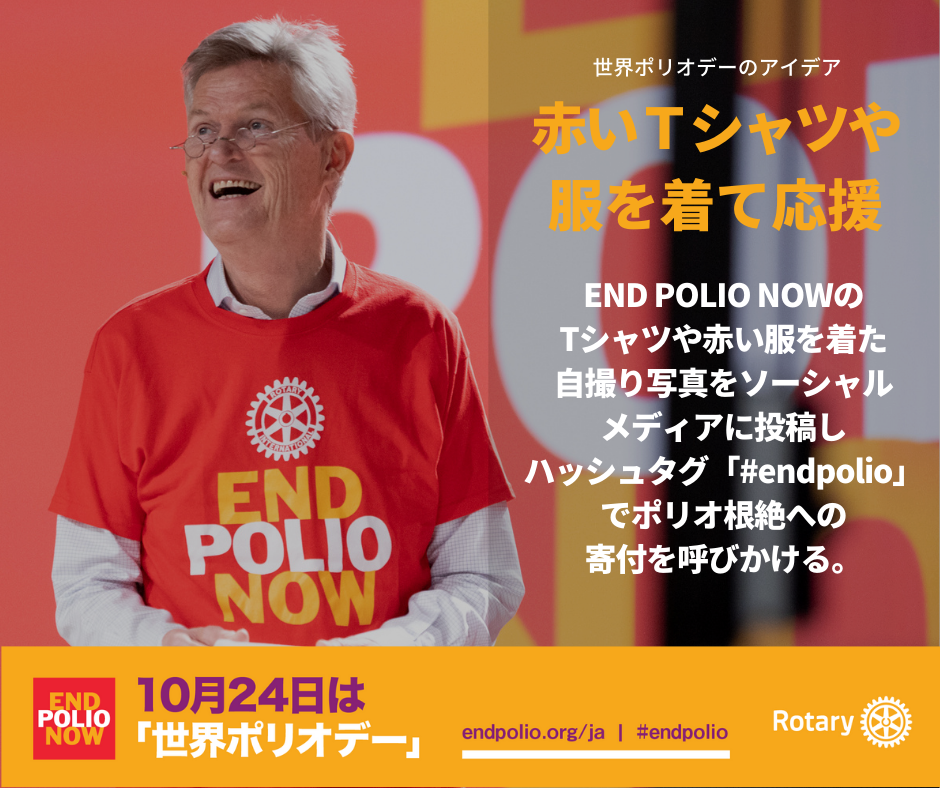 世界ポリオデーのアイデア
赤いTシャツや
服を着て応援
END POLIO NOWの
Tシャツや赤い服を着た
自撮り写真をソーシャル
メディアに投稿し
ハッシュタグ「#endpolio」
でポリオ根絶への
寄付を呼びかける。
ROTARY
INTERNATIONAL
END
POLIO
NOW
END
POLIO
NOW
10月24日は
「世界ポリオデー」
endpolio.org/ja | #endpolio
Rotary